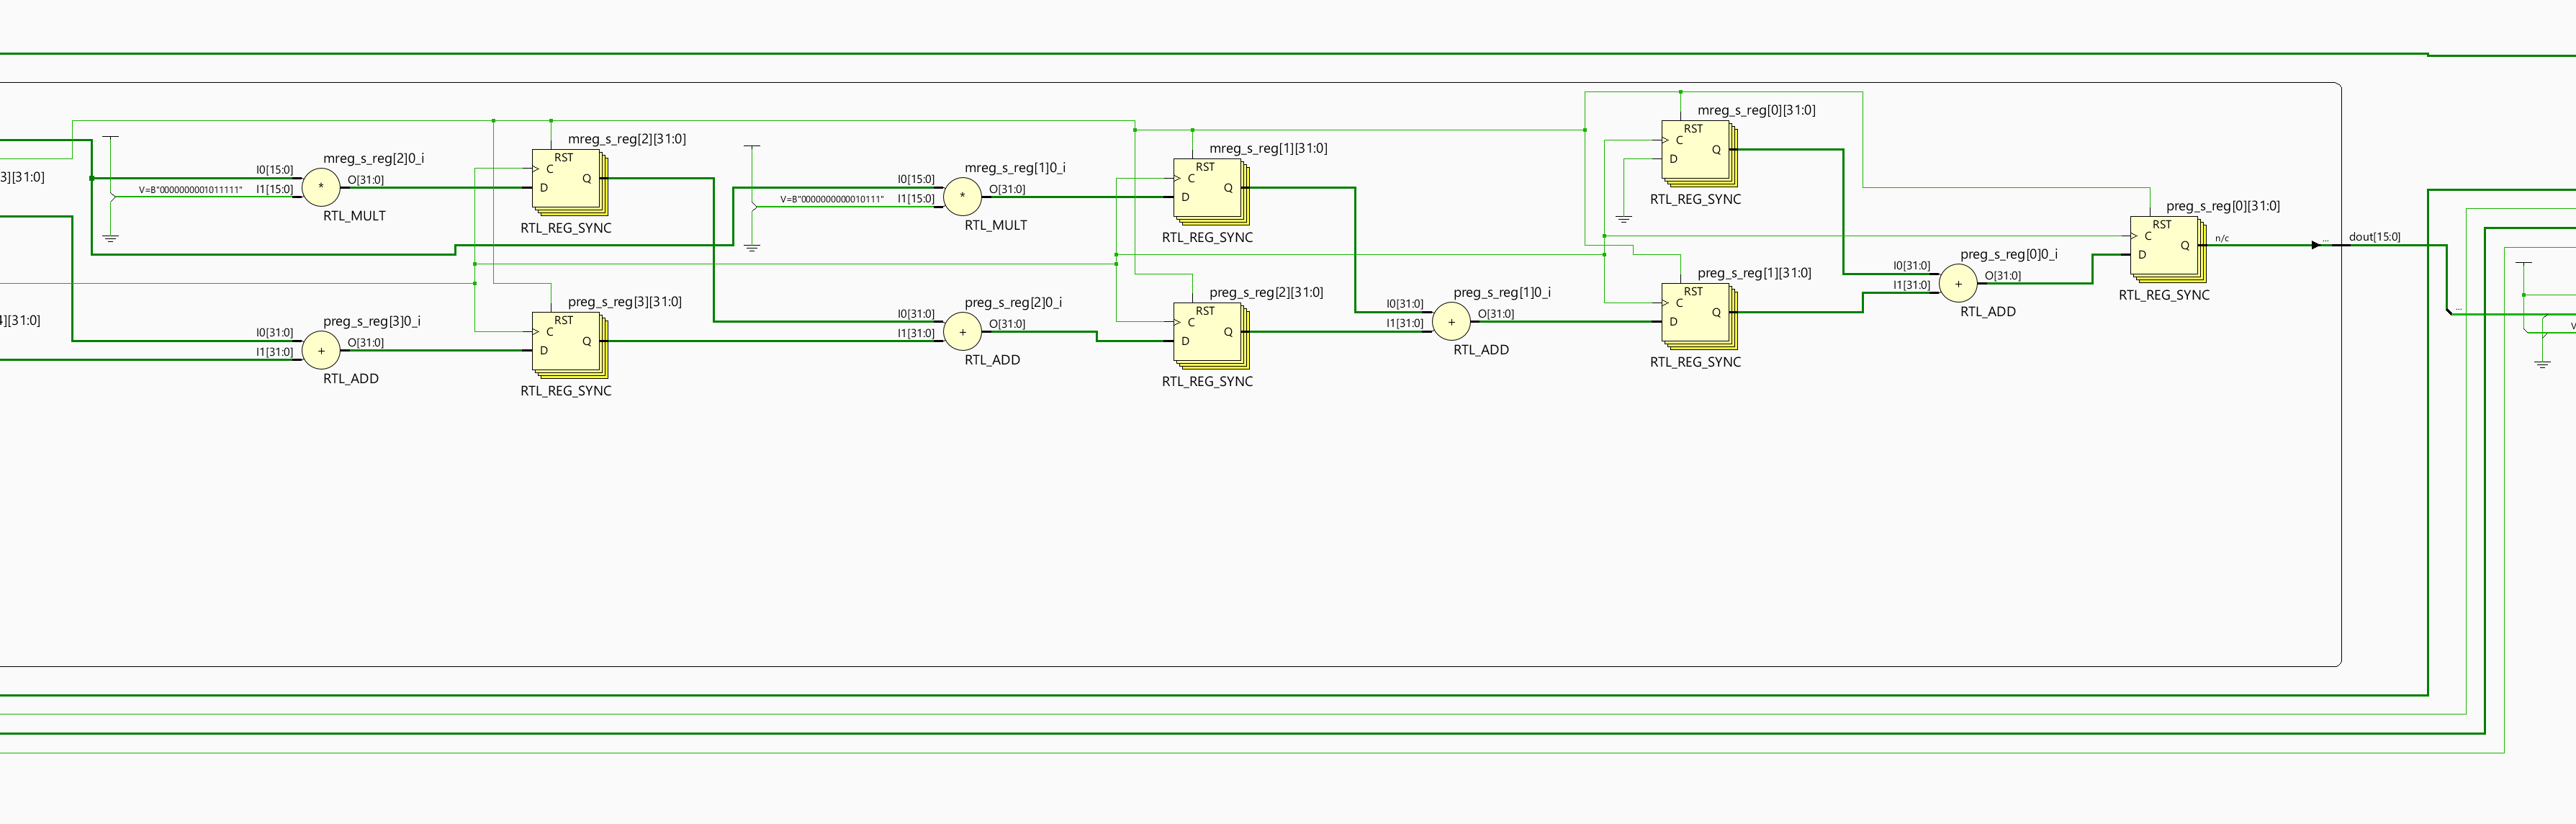 3][31:0]
4][31:0]
V=B"0000000001011111"
I0[15:0]
I1[15:0]
*
mreg_s_reg[2]0_i
O[31:0]
RTL_MULT
I0[31:0]
I1[31:0]
+
preg_s_reg[3]0_i
O[31:0]
RTL_ADD
mreg_s_reg[2][31:0]
RST
C
D
Q
RTL_REG_SYNC
preg_s_reg[3][31:0]
RST
C
D
Q
RTL_REG_SYNC
V=B"0000000000010111"
I0[15:0]
I1[15:0]
*
mreg_s_reg[1]0_i
O[31:0]
RTL_MULT
I0[31:0]
I1[31:0]
+
preg_s_reg[2]0_i
O[31:0]
RTL_ADD
mreg_s_reg[1][31:0]
RST
C
D
Q
RTL_REG_SYNC
preg_s_reg[2][31:0]
RST
C
D
Q
RTL_REG_SYNC
I0[31:0]
I1[31:0]
+
preg_s_reg[1]0_i
O[31:0]
RTL_ADD
mreg_s_reg[0][31:0]
RST
C
D
Q
RTL_REG_SYNC
preg_s_reg[1][31:0]
RST
C
D
Q
RTL_REG_SYNC
I0[31:0]
I1[31:0]
+
preg_s_reg[0]0_i
O[31:0]
RTL_ADD
preg_s_reg[0][31:0]
RST
C
D
Q
RTL_REG_SYNC
n/c
...
dout[15:0]
...
V